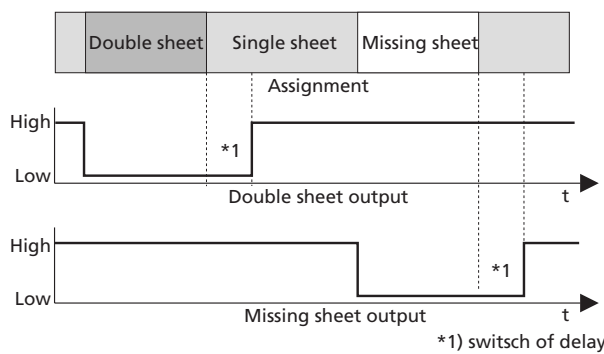 Double sheet Single sheet Missing sheet
Assignment
High
*1
Low
Double sheet output t
High
*1
Low
Missing sheet output t
*1) switsch of delay